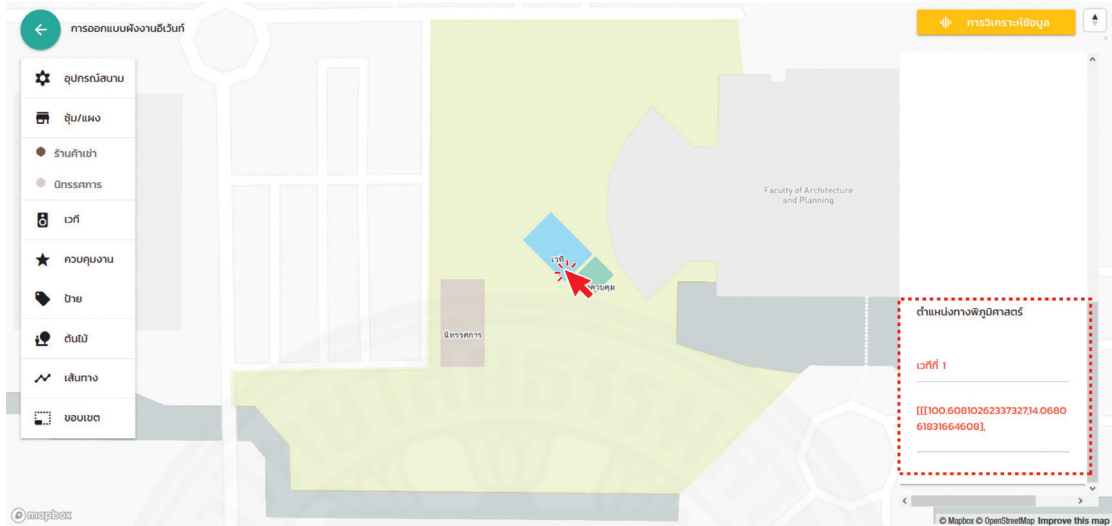 การออกแบบผังงานอีเว้นท์
การวิเคราะห์ข้อมูล
อุปกรณ์สนาม
ซุ้ม/แผง
ร้านค้าเช่า
นิทรรศการ
เวที
ควบคุมงาน
ป้าย
ต้นไม้
เส้นทาง
ขอบเขต
Faculty of Architecture
and Planning
เวที
ควบคุม
นิทรรศการ
ตำแหน่งทางพิภูมิศาสตร์
เวทีที่ 1
[[[100.60810262337327,14.0680
61831664608],
mapbox
© Mapbox © OpenStreetMap Improve this map